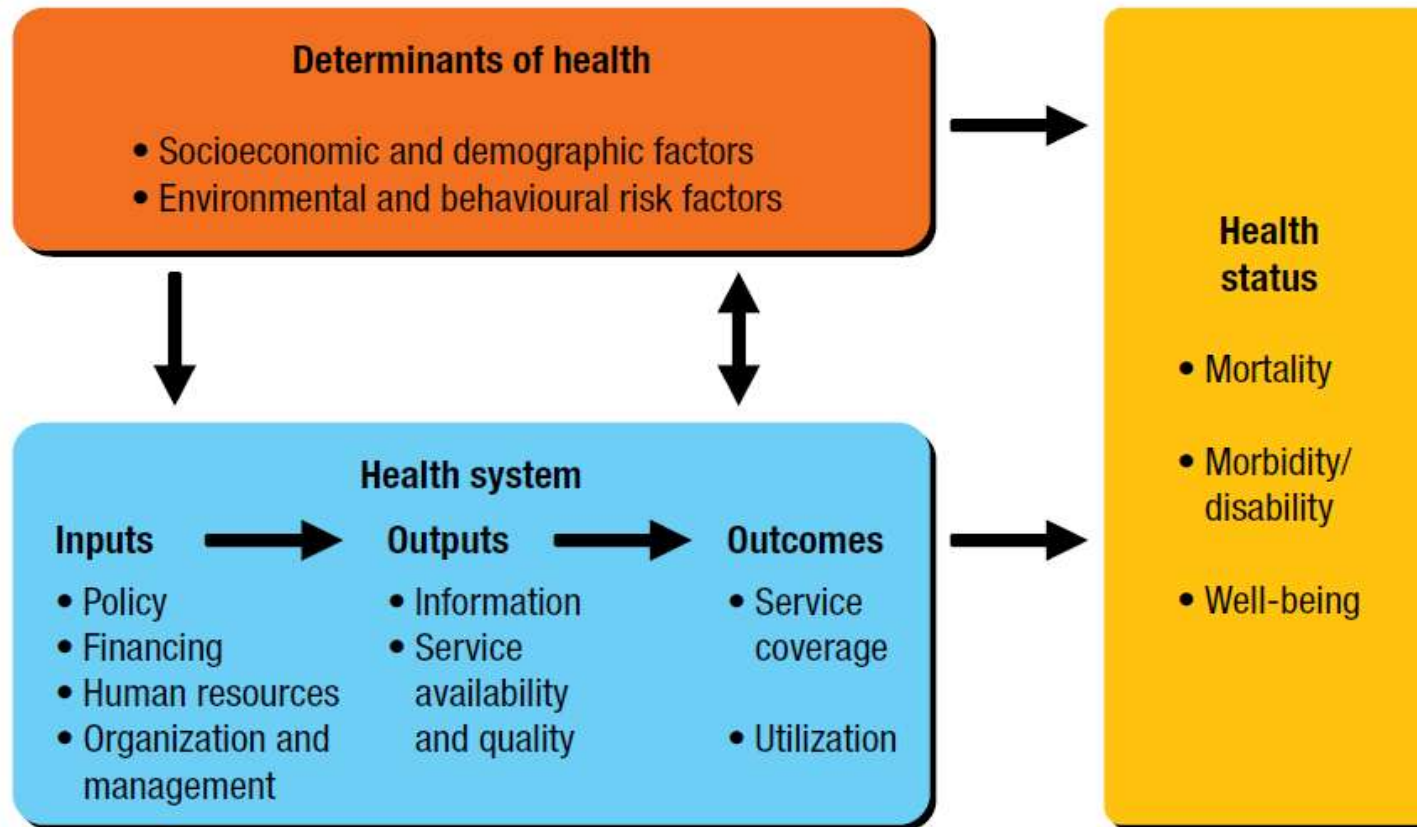 Determinants of health
• Socioeconomic and demographic factors
• Environmental and behavioural risk factors
Health system
Inputs
• Policy
• Financing
• Human resources
• Organization and
management
Outputs
• Information
• Service
availability
and quality
Outcomes
• Service
coverage
• Utilization
Health
status
• Mortality
• Morbidity/
disability
• Well-being